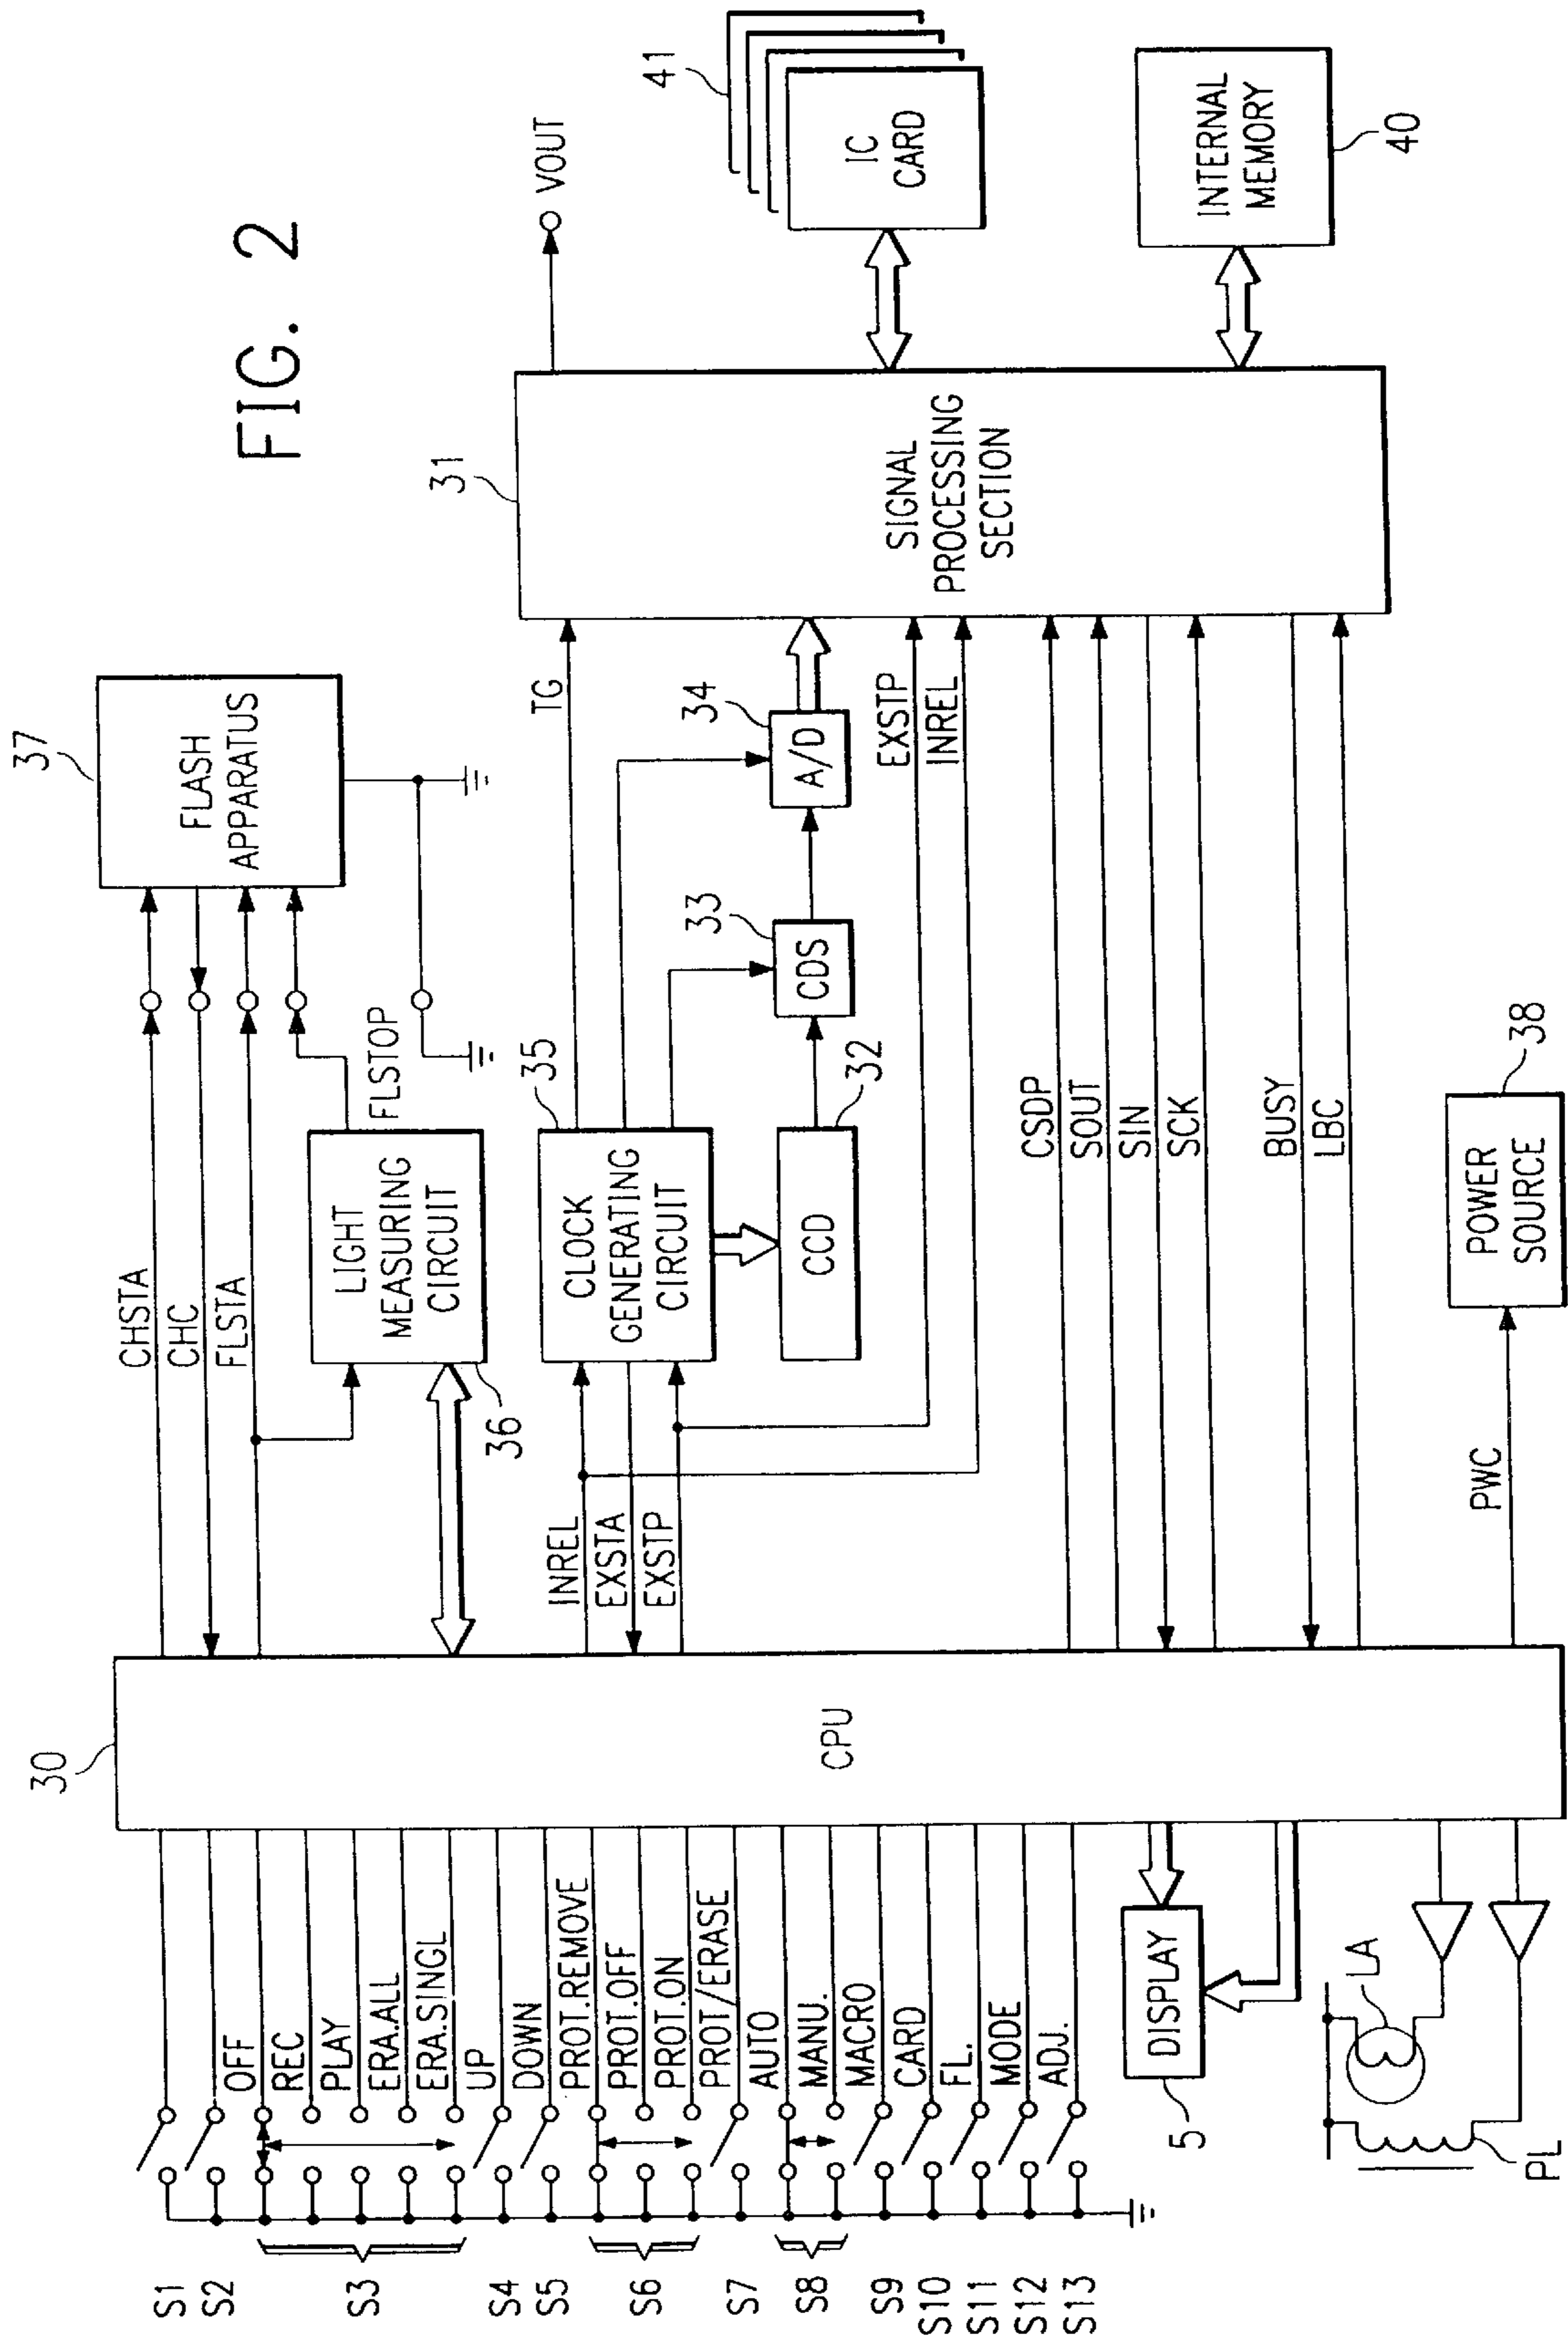 FIG. 2
S1
S2
S3
S4
S5
S6
S7
S8
S9
S10
S11
S12
S13
OFF
REC
PLAY
ERA.ALL
ERA.SINGL
UP
DOWN
PROT.REMOVE
PROT.OFF
PROT.ON
PROT/ERASE
AUTO
MANU.
MACRO
CARD
FL.
MODE
ADJ.
DISPLAY
5
LA
PL
30
CPU
CHSTA
CHC
FLSTA
LIGHT
MEASURING
CIRCUIT
36
FLSTOP
37
FLASH
APPARATUS
INREL
EXSTA
EXSTP
35
CLOCK
GENERATING
CIRCUIT
CCD
32
CDS
33
A/D
34
TG
EXSTP
INREL
CSDP
SOUT
SIN
SCK
BUSY
LBC
PWC
POWER
SOURCE
38
31
SIGNAL
PROCESSING
SECTION
VOUT
41
IC
CARD
INTERNAL
MEMORY
40